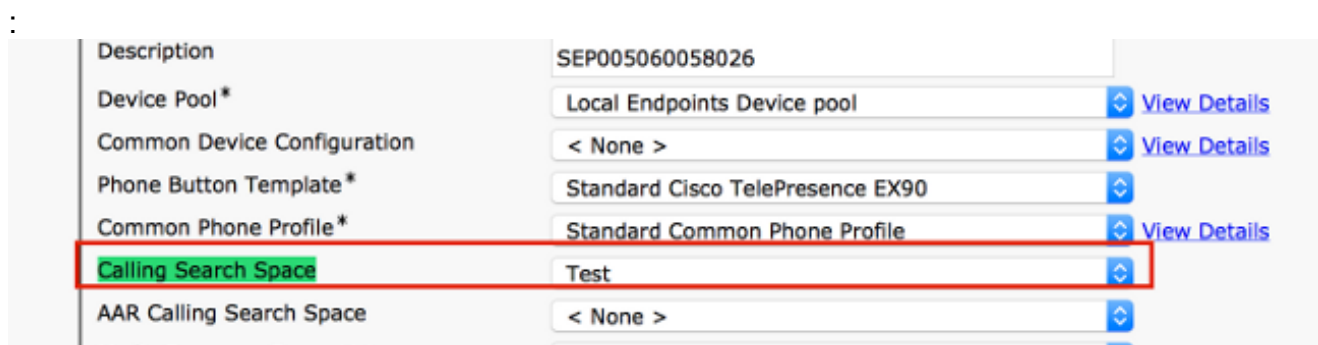 :
Description SEP005060058026
Device Pool* Local Endpoints Device pool View Details
Common Device Configuration < None > View Details
Phone Button Template* Standard Cisco TelePresence EX90
Common Phone Profile* Standard Common Phone Profile View Details
Calling Search Space Test
AAR Calling Search Space < None >